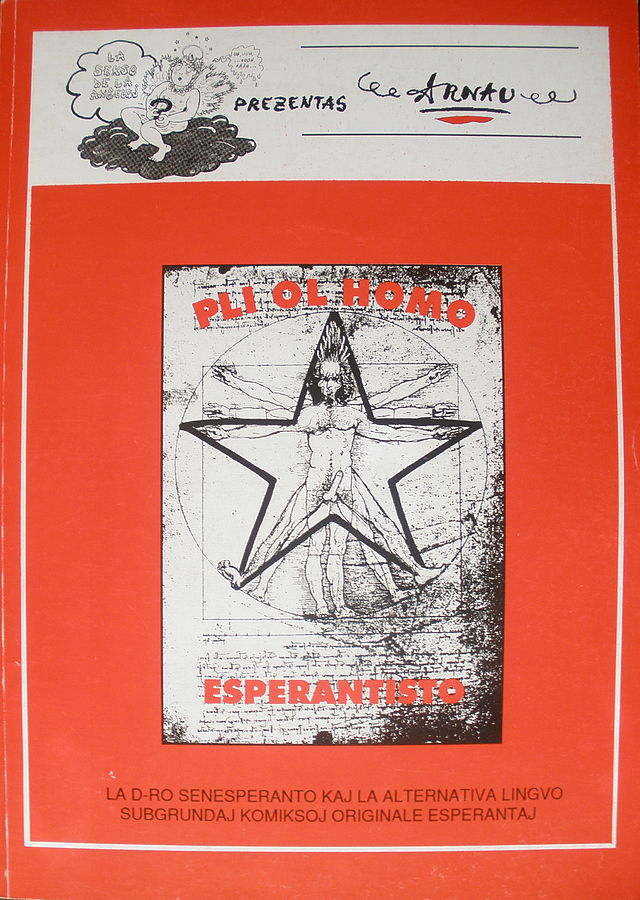 LA
SEKSO
DE LA
ANĜELOJ
PREZENTAS
ARNAU
PLI OL HOMO
ESPERANTISTO
LA D-RO SENESPERANTO KAJ LA ALTERNATIVA LINGVO
SUBGRUNDAJ KOMIKSOJ ORIGINALE ESPERANTAJ